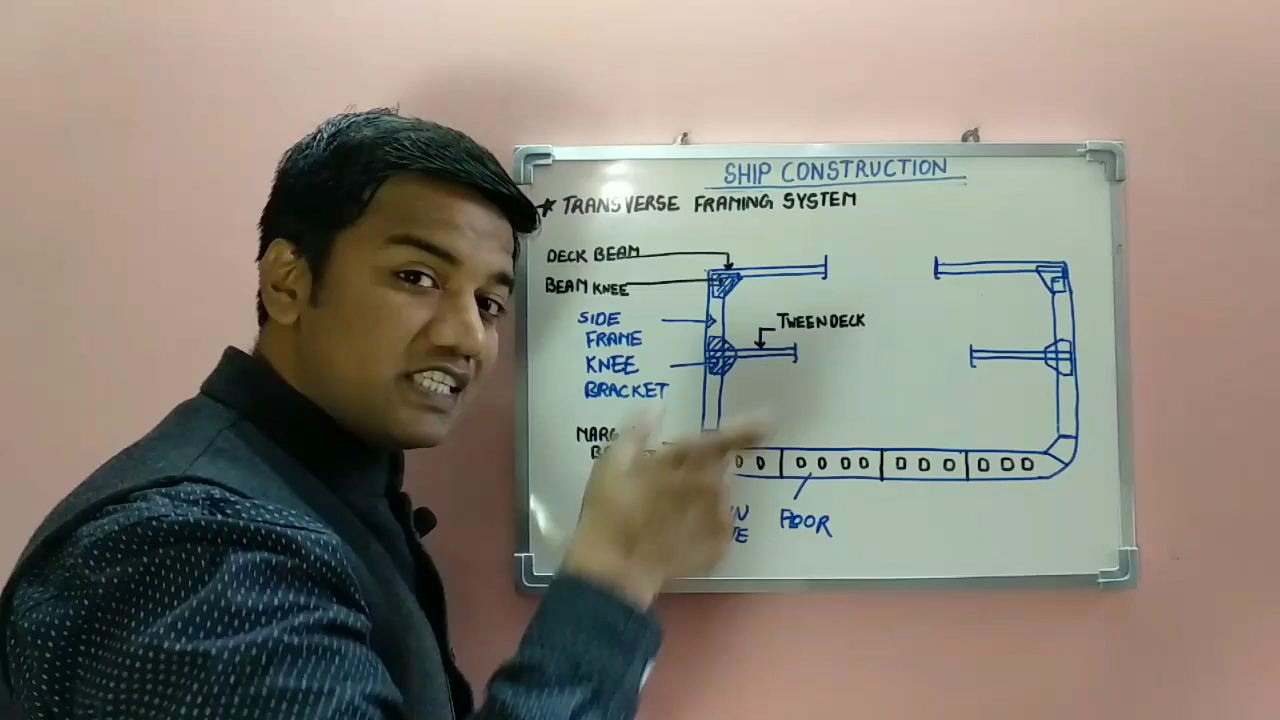 SHIP CONSTRUCTION
★ TRANSVERSE FRAMING SYSTEM
DECK BEAM
BEAM KNEE
SIDE
FRAME
TWEENDECK
KNEE
BRACKET
FLOOR